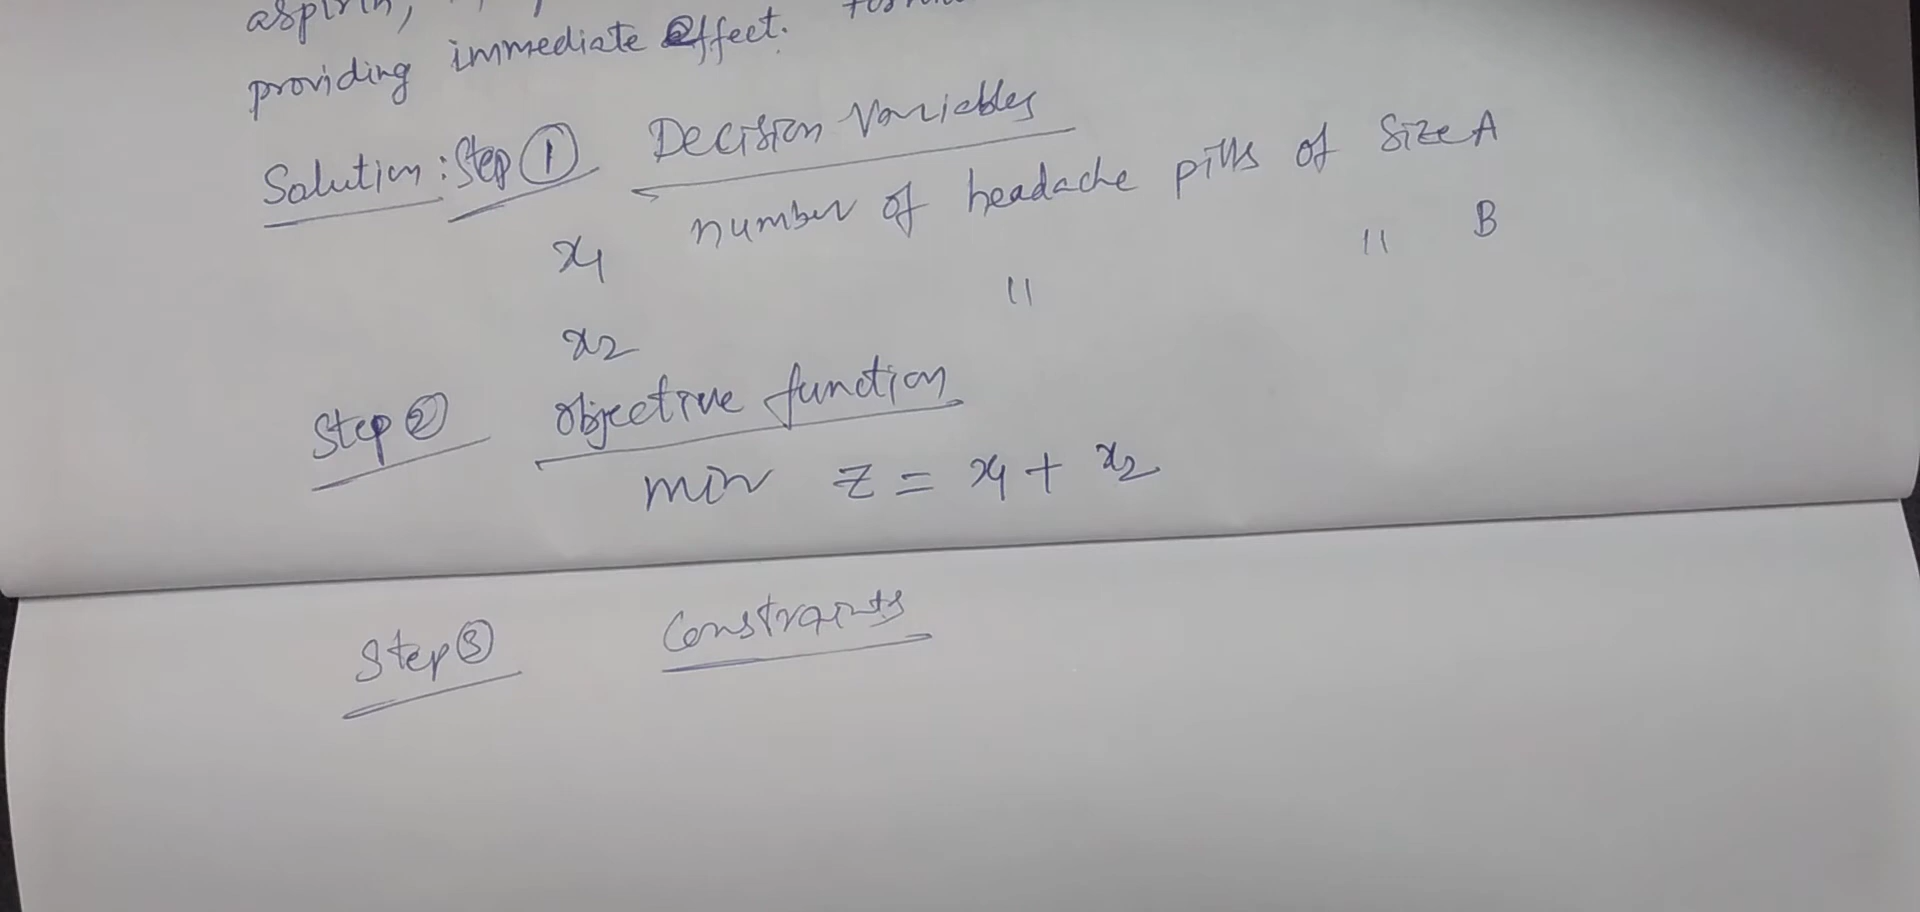 aspirin,
providing immediate effect.
Solution : Step ① Decision Variables
x1 number of headache pills of Size A
x2 " " B
Step ② objective function
min Z = x1 + x2
Step ③ Constraints